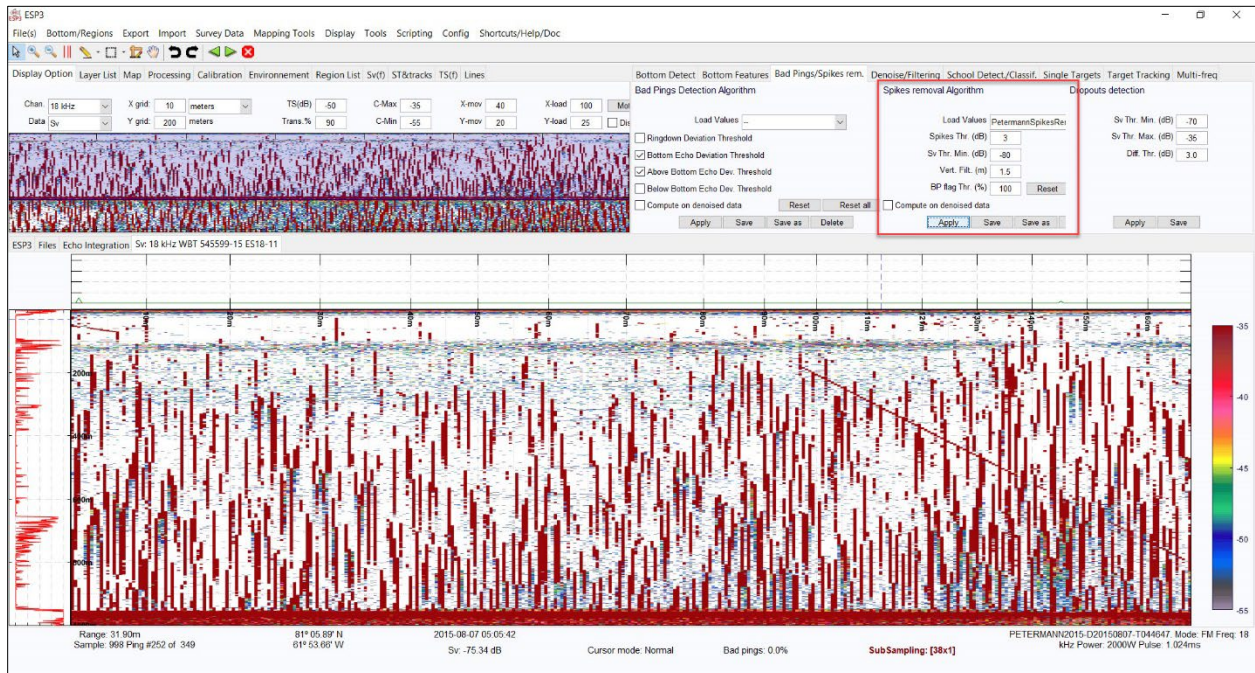 ESP3
File(s) Bottom/Regions Export Import Survey Data Mapping Tools Display Tools Scripting Config Shortcuts/Help/Doc
Display Option Layer List Map Processing Calibration Environnement Region List Sv(f) ST&tracks TS(f) Lines
Chan. 18 kHz X grid: 10 meters TS(dB) -50 C-Max -35 X-mov 40 X-load 100 Mot
Data Sv Y grid: 200 meters Trans.% 90 C-Min -55 Y-mov 20 Y-load 25 Dis
Bottom Detect Bottom Features Bad Pings/Spikes rem. Denoise/Filtering School Detect./Classif. Single Targets Target Tracking Multi-freq
Bad Pings Detection Algorithm
Load Values --
Ringdown Deviation Threshold
Bottom Echo Deviation Threshold
Above Bottom Echo Dev. Threshold
Below Bottom Echo Dev. Threshold
Compute on denoised data Reset Reset all
Apply Save Save as Delete
Spikes removal Algorithm
Load Values PetermannSpikesRe
Spikes Thr. (dB) 3
Sv Thr. Min. (dB) -80
Vert. Filt. (m) 1.5
BP flag Thr. (%) 100 Reset
Compute on denoised data
Apply Save Save as
Dropouts detection
Sv Thr. Min. (dB) -70
Sv Thr. Max. (dB) -35
Diff. Thr. (dB) 3.0
Apply Save
ESP3 Files Echo Integration Sv: 18 kHz WBT 545599-15 ES18-11
200m
-35
-40
-45
-50
-55
Range: 31.90m 81° 05.89' N 2015-08-07 05:05:42 PETERMANN2015-D20150807-T044647. Mode: FM Freq: 18
Sample: 998 Ping #252 of 349 61° 53.66' W Sv: -75.34 dB Cursor mode: Normal Bad pings: 0.0% SubSampling: [38x1] kHz Power: 2000W Pulse: 1.024ms